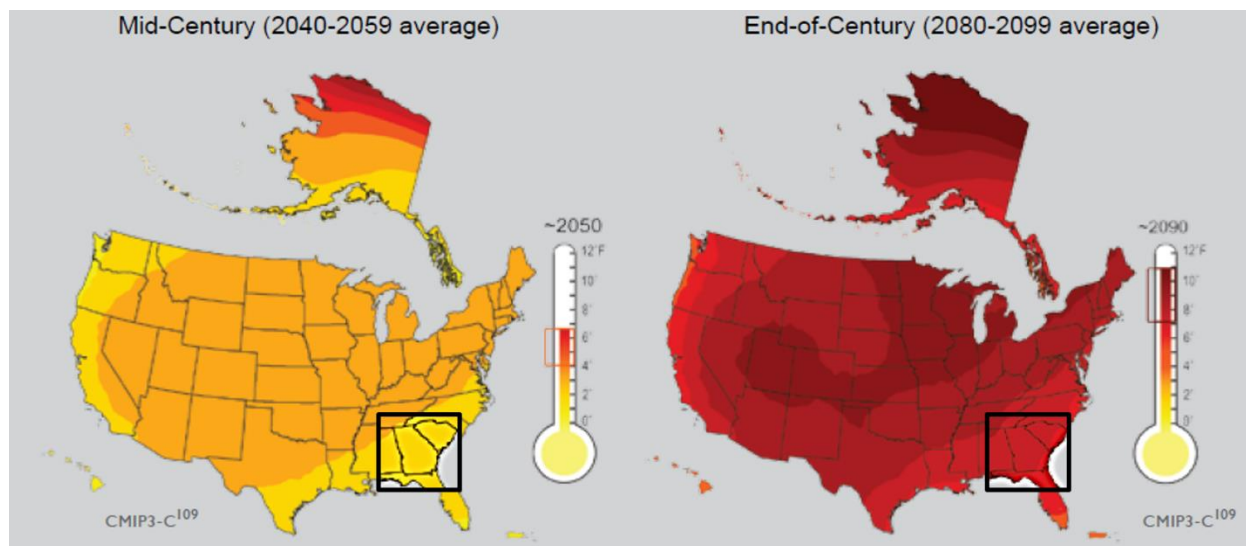 Mid-Century (2040-2059 average)
End-of-Century (2080-2099 average)
~2050
12°F
10°
8°
6°
4°
2°
0°
~2090
12°F
10°
8°
6°
4°
2°
0°
CMIP3-C109
CMIP3-C109